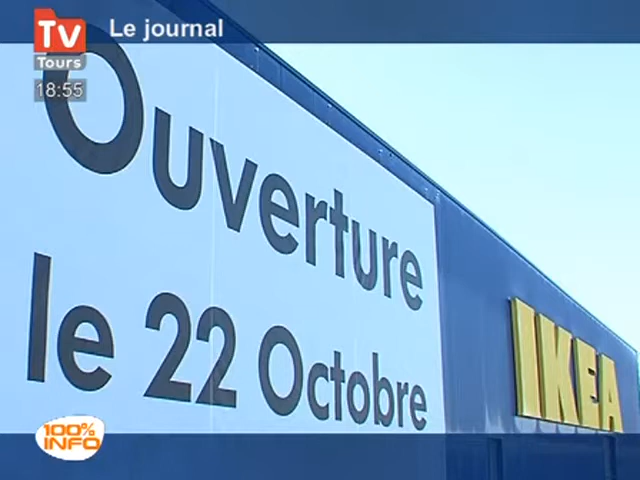 Tv
Tours
Le journal
18:55
Ouverture
le 22 Octobre
IKEA
100%
INFO